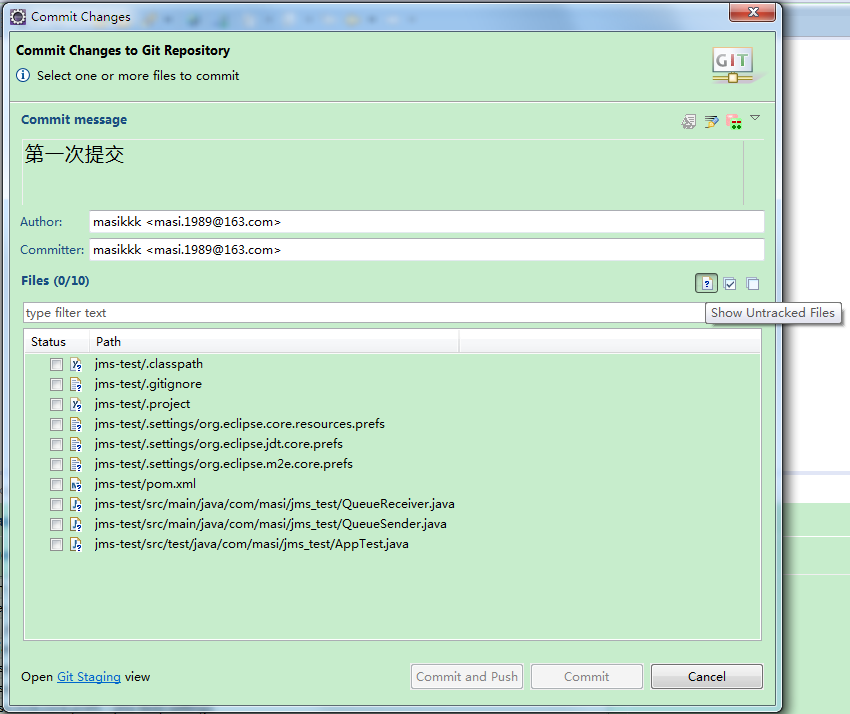 Commit Changes
Commit Changes to Git Repository
Select one or more files to commit
GIT
Commit message
第一次提交
Author: masikkk <masi.1989@163.com>
Committer: masikkk <masi.1989@163.com>
Files (0/10)
type filter text
Show Untracked Files
Status Path
jms-test/.classpath
jms-test/.gitignore
jms-test/.project
jms-test/.settings/org.eclipse.core.resources.prefs
jms-test/.settings/org.eclipse.jdt.core.prefs
jms-test/.settings/org.eclipse.m2e.core.prefs
jms-test/pom.xml
jms-test/src/main/java/com/masi/jms_test/QueueReceiver.java
jms-test/src/main/java/com/masi/jms_test/QueueSender.java
jms-test/src/test/java/com/masi/jms_test/AppTest.java
Open Git Staging view
Commit and Push Commit Cancel